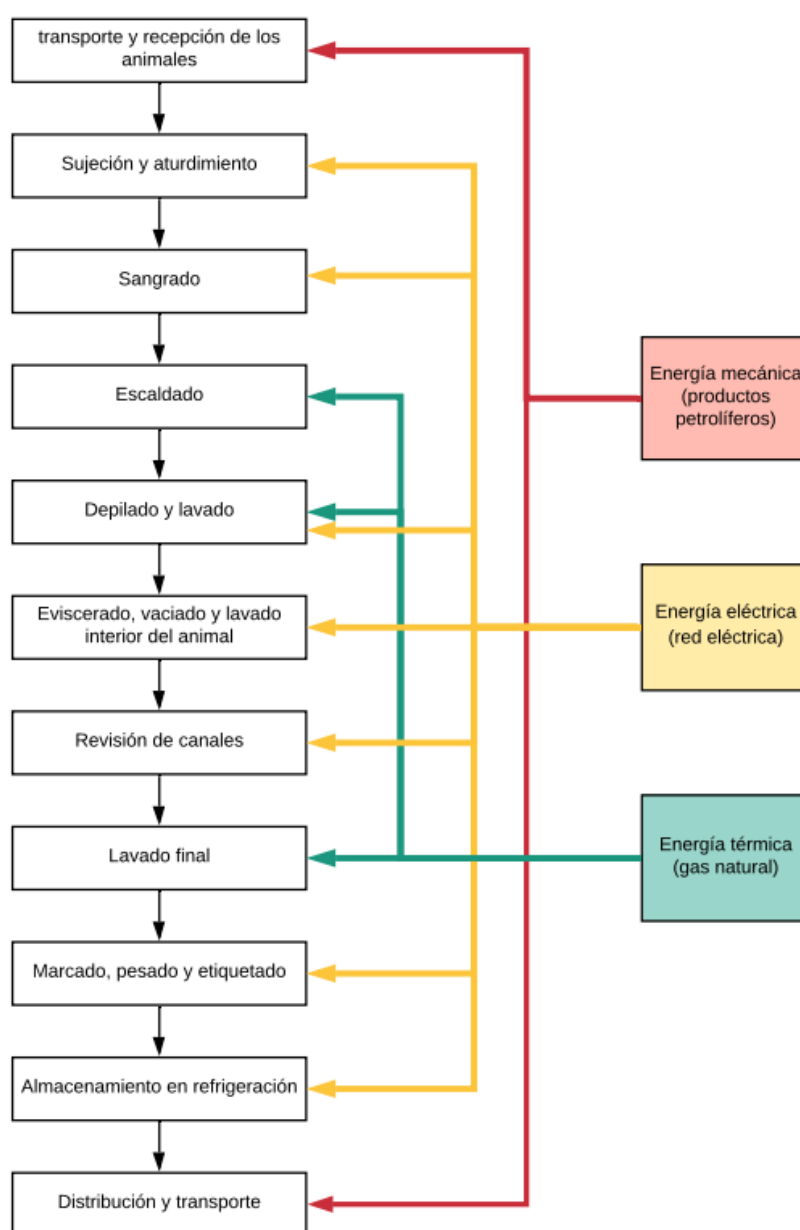 transporte y recepción de los
animales
Sujeción y aturdimiento
Sangrado
Escaldado
Depilado y lavado
Eviscerado, vaciado y lavado
interior del animal
Revisión de canales
Lavado final
Marcado, pesado y etiquetado
Almacenamiento en refrigeración
Distribución y transporte
Energía mecánica
(productos
petrolíferos)
Energía eléctrica
(red eléctrica)
Energía térmica
(gas natural)